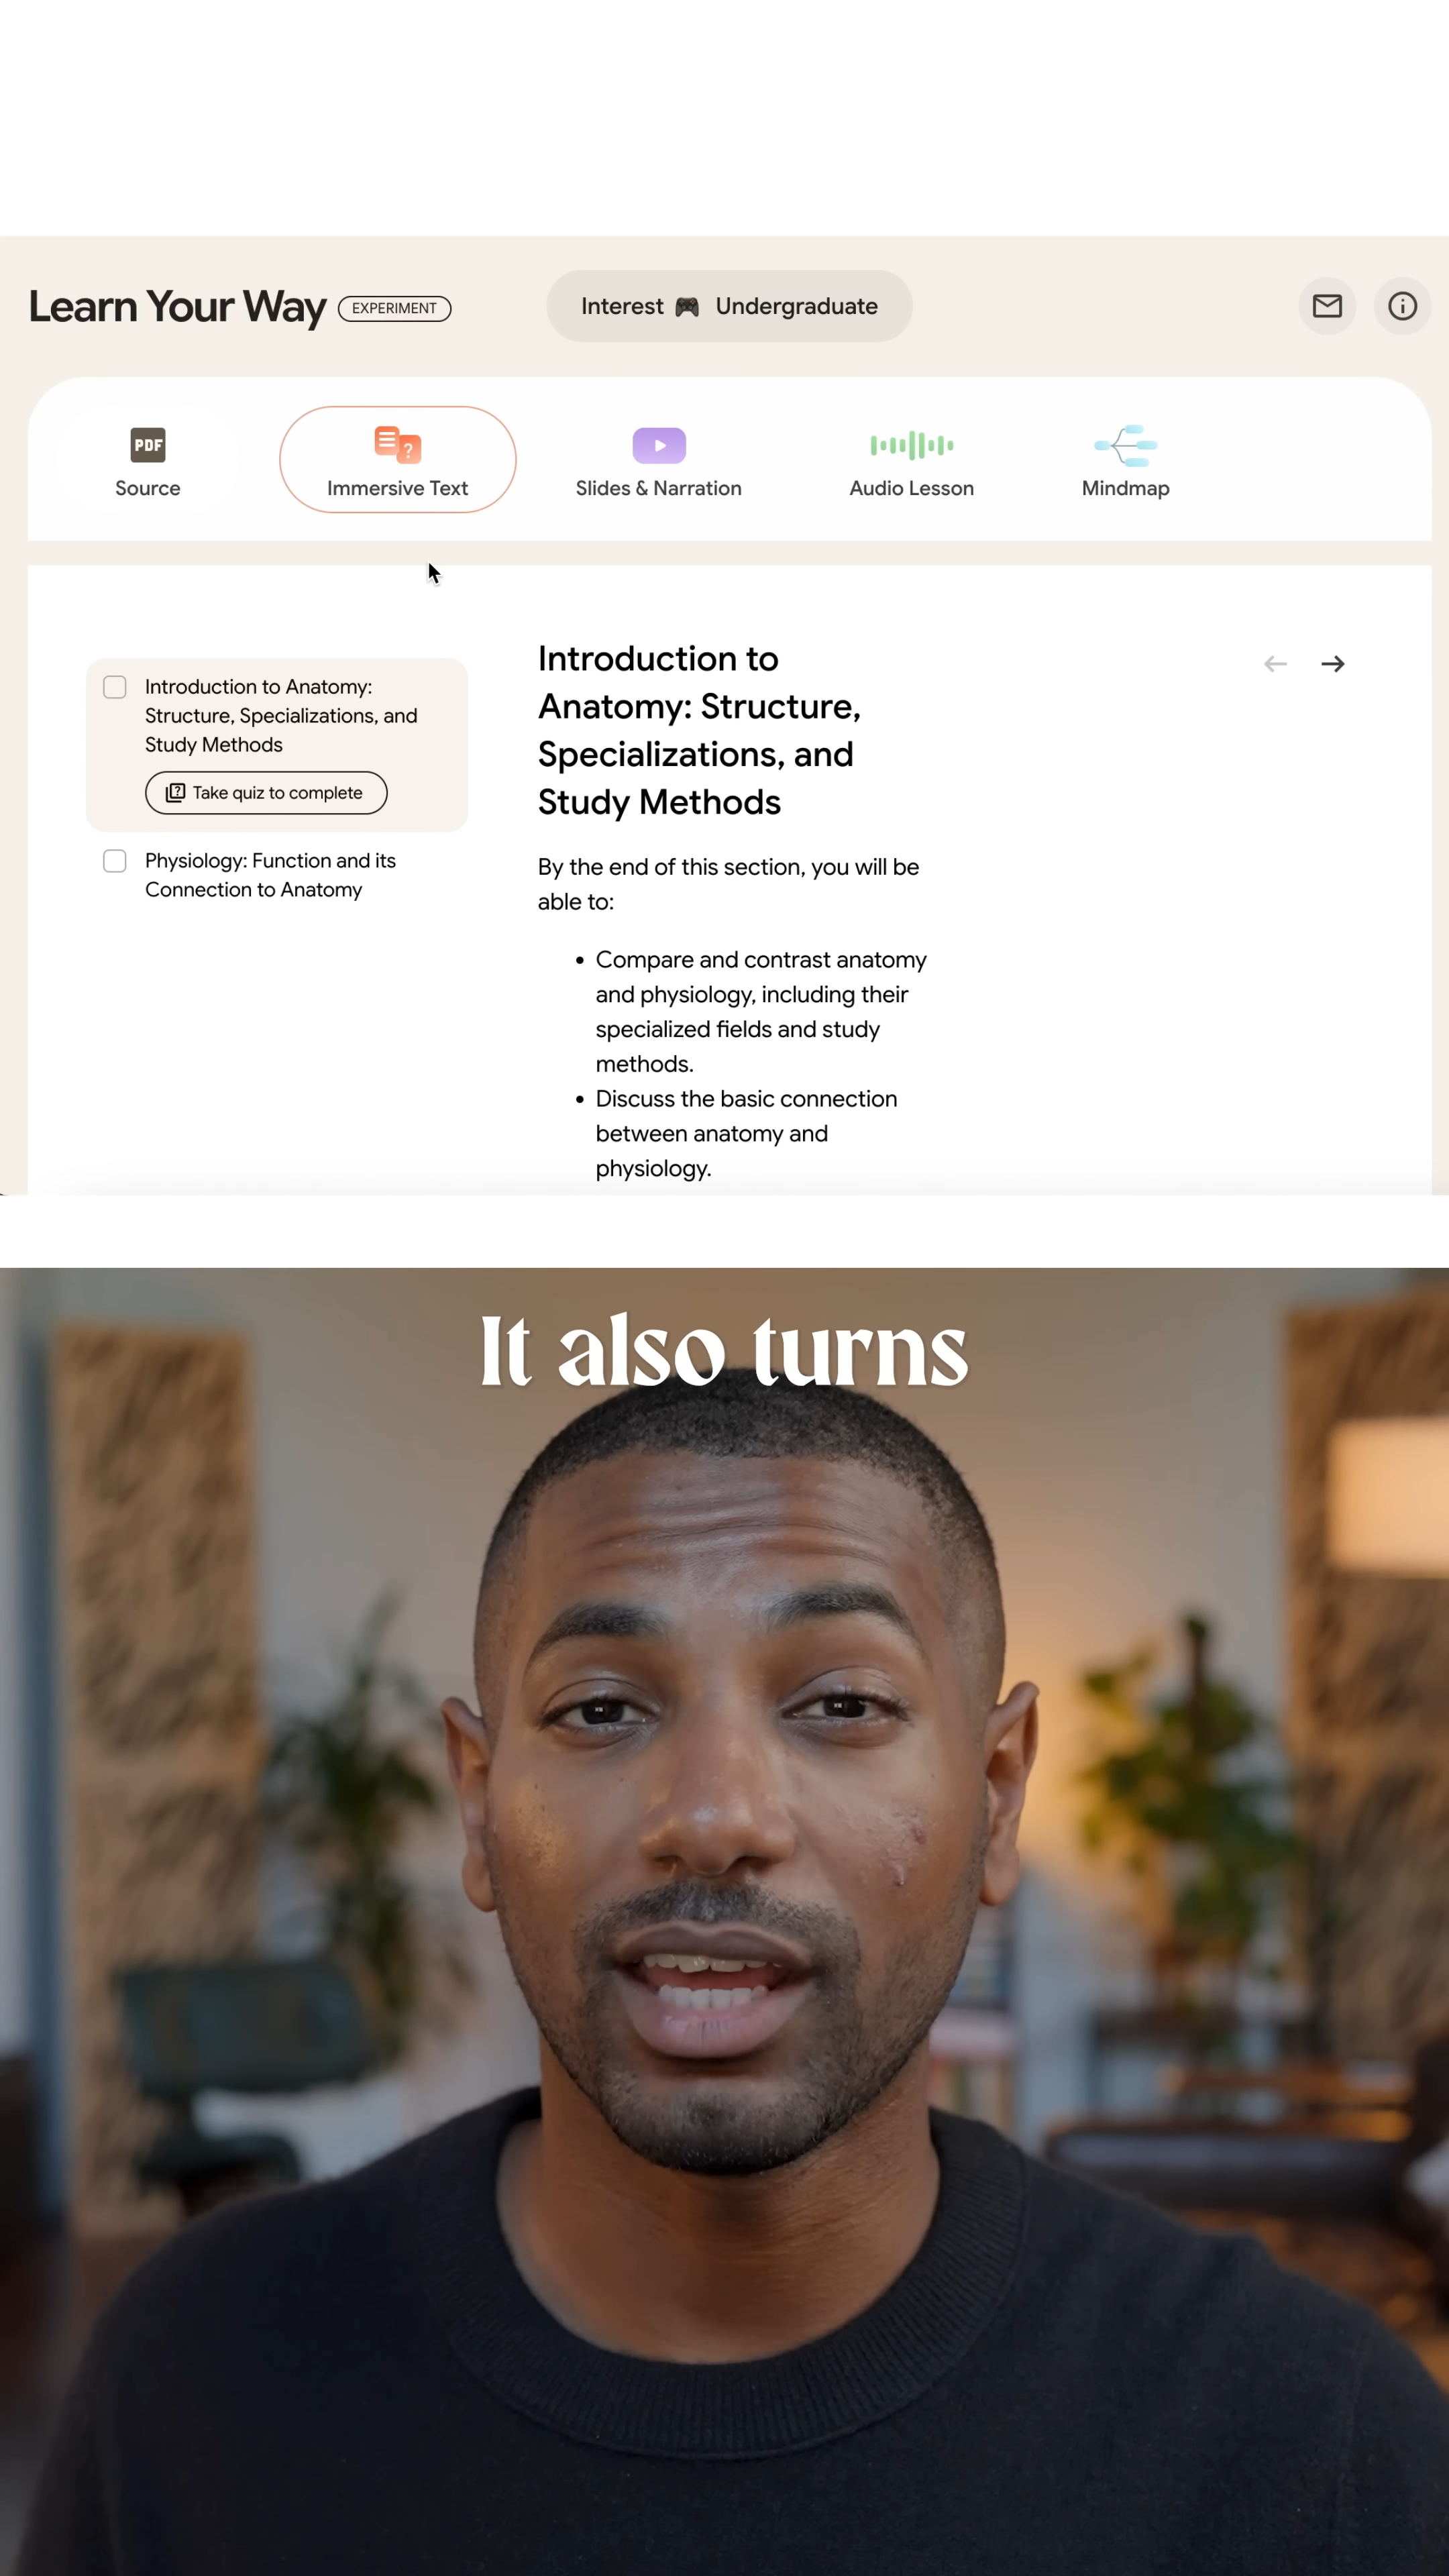 Learn Your Way EXPERIMENT
Interest 🎮 Undergraduate
PDF
Source
?
Immersive Text
Slides & Narration
Audio Lesson
Mindmap
Introduction to Anatomy:
Structure, Specializations, and
Study Methods
? Take quiz to complete
Physiology: Function and its
Connection to Anatomy
Introduction to
Anatomy: Structure,
Specializations, and
Study Methods
By the end of this section, you will be
able to:
• Compare and contrast anatomy
and physiology, including their
specialized fields and study
methods.
• Discuss the basic connection
between anatomy and
physiology.
It also turns